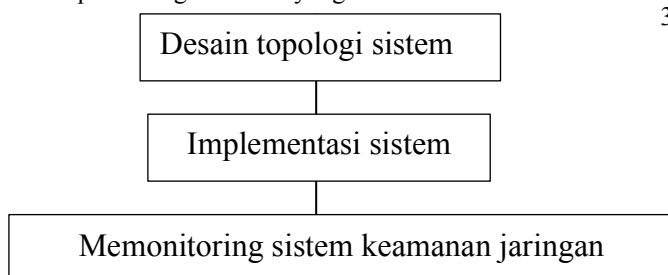 3
Desain topologi sistem
Implementasi sistem
Memonitoring sistem keamanan jaringan